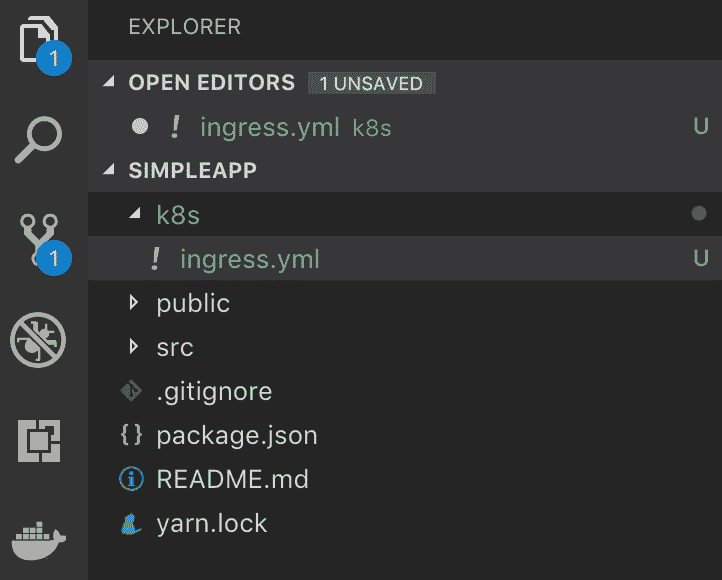 EXPLORER
1
OPEN EDITORS 1 UNSAVED
! ingress.yml k8s U
SIMPLEAPP
k8s
1
! ingress.yml U
public
src
.gitignore
{} package.json
README.md
yarn.lock